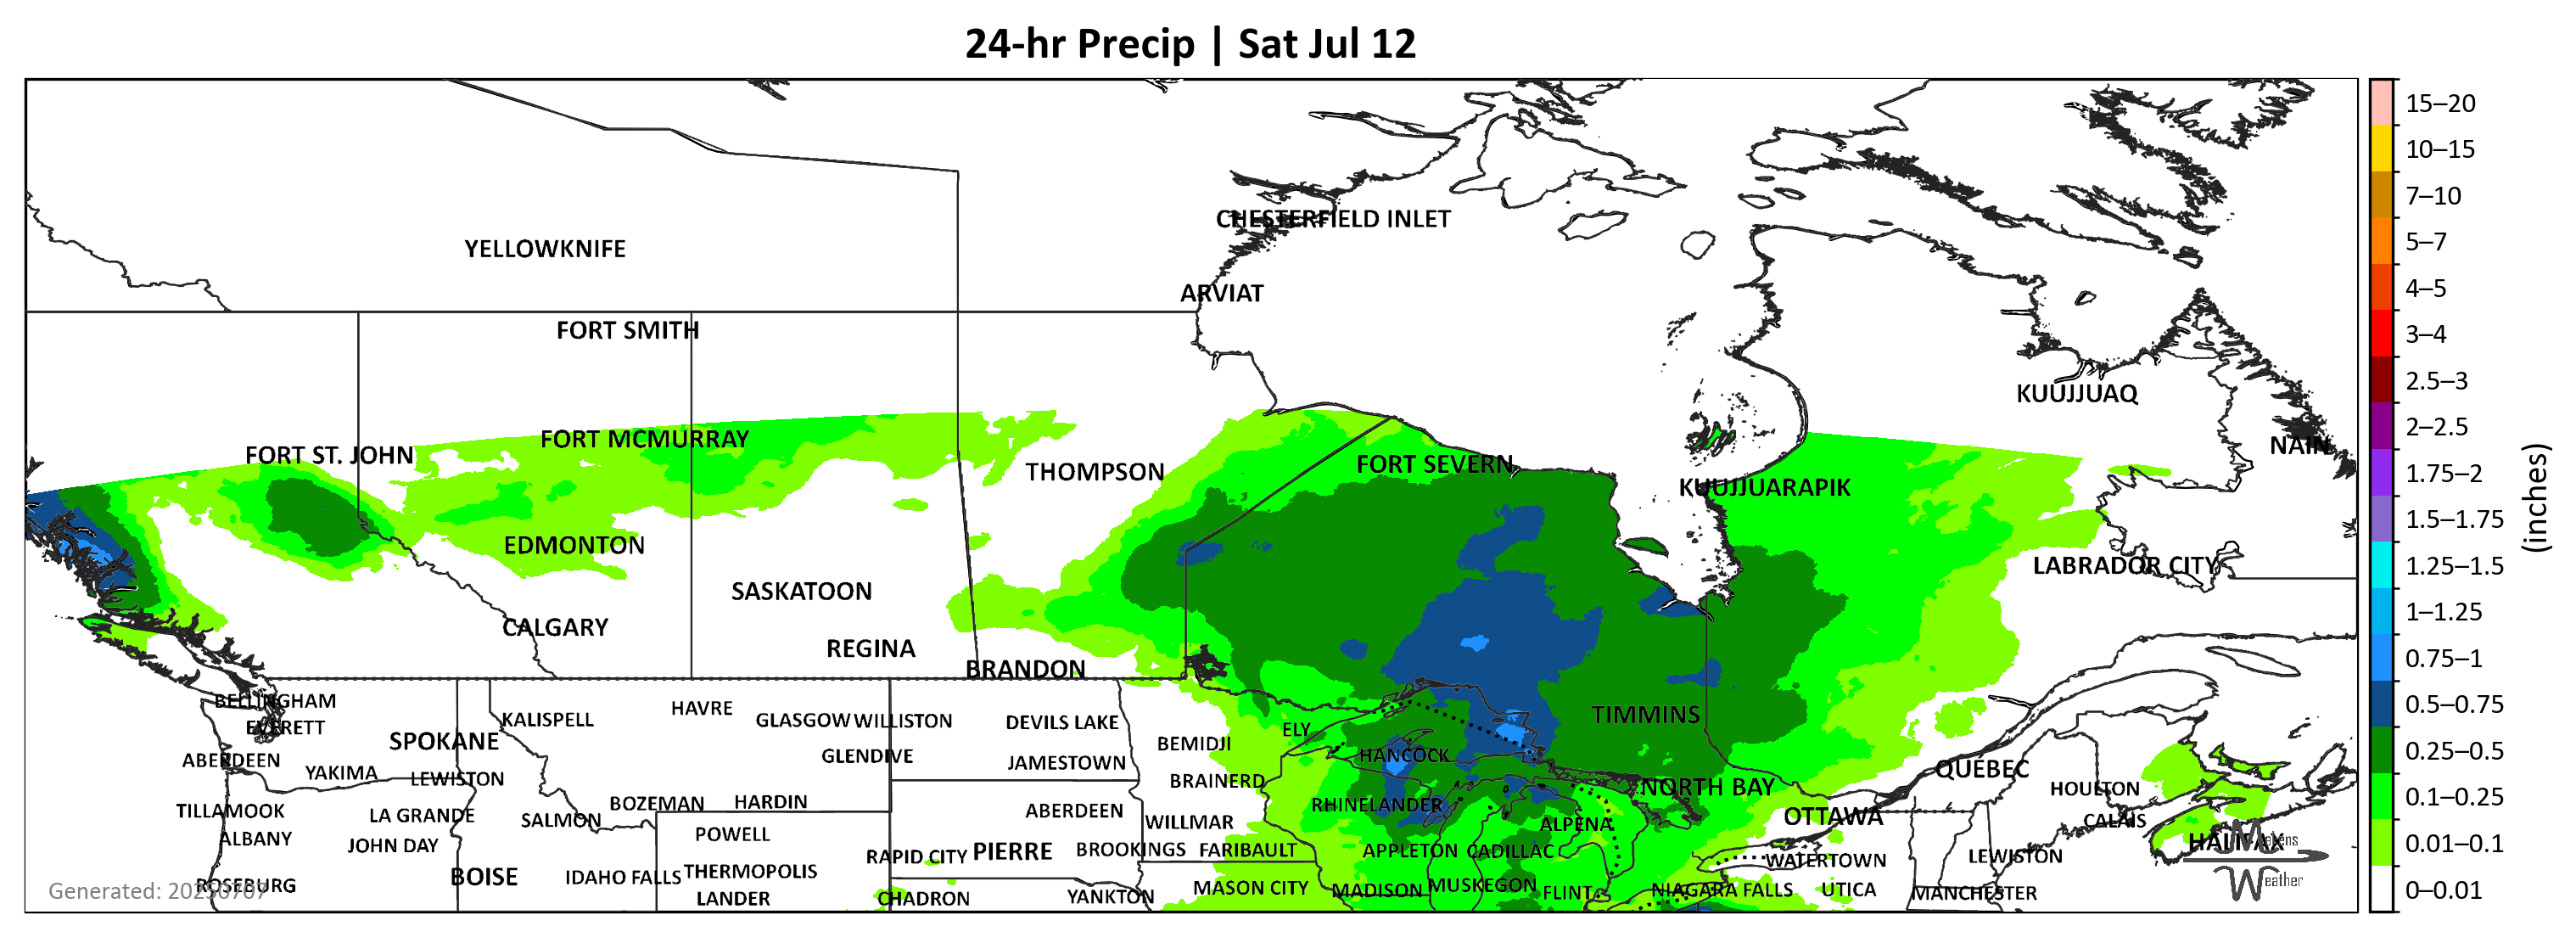 24-hr Precip | Sat Jul 12
CHESTERFIELD INLET
YELLOWKNIFE
ARVIAT
FORT SMITH
KUUJJUAQ
FORT MCMURRAY
NAIN
FORT ST. JOHN
FORT SEVERN
THOMPSON
KUUJJUARAPIK
EDMONTON
LABRADOR CITY
SASKATOON
CALGARY
REGINA
BRANDON
BELLINGHAM
KALISPELL
HAVRE
GLASGOW
WILLISTON
DEVILS LAKE
TIMMINS
EVERETT
ELY
SPOKANE
BEMIDJI
GLENDIVE
HANCOCK
ABERDEEN
JAMESTOWN
QUÉBEC
YAKIMA
LEWISTON
BRAINERD
NORTH BAY
HOULTON
BOZEMAN
HARDIN
RHINELANDER
TILLAMOOK
LA GRANDE
SALMON
ABERDEEN
WILLMAR
ALPENA
OTTAWA
CALAIS
ALBANY
JOHN DAY
POWELL
HALIFAX
RAPID CITY
PIERRE
BROOKINGS
FARIBAULT
APPLETON
CADILLAC
WATERTOWN
LEWISTON
BOISE
IDAHO FALLS
THERMOPOLIS
ROSEBURG
MASON CITY
MADISON
MUSKEGON
FLINT
NIAGARA FALLS
UTICA
MANCHESTER
LANDER
CHADRON
YANKTON
Generated: 20250707
Weather
15–20
10–15
7–10
5–7
4–5
3–4
2.5–3
2–2.5
1.75–2
1.5–1.75
1.25–1.5
1–1.25
0.75–1
0.5–0.75
0.25–0.5
0.1–0.25
0.01–0.1
0–0.01
(inches)